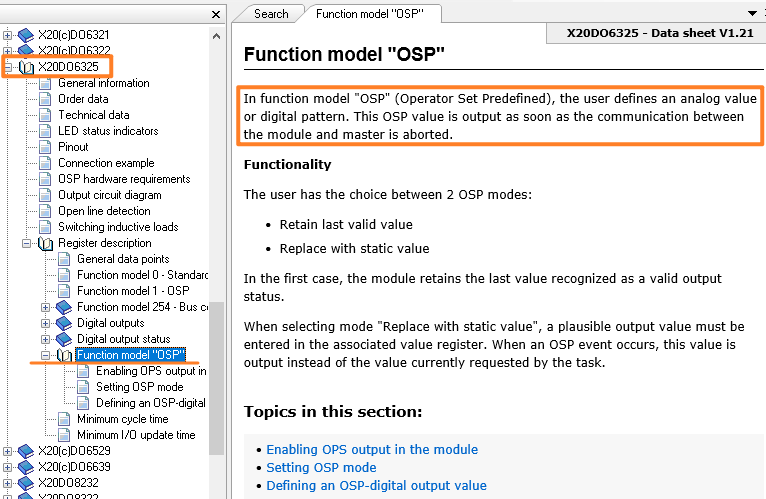 Search
Function model "OSP"
X20(c)DO6321
X20(c)DO6322
X20DO6325
General information
Order data
Technical data
LED status indicators
Pinout
Connection example
OSP hardware requirements
Output circuit diagram
Open line detection
Switching inductive loads
Register description
General data points
Function model 0 - Standard
Function model 1 - OSP
Function model 254 - Bus co
Digital outputs
Digital output status
Function model "OSP"
Enabling OPS output in
Setting OSP mode
Defining an OSP-digital
Minimum cycle time
Minimum I/O update time
X20(c)DO6529
X20(c)DO6639
X20DO8232
X20DO8322
X20DO6325 - Data sheet V1.21
Function model "OSP"
In function model "OSP" (Operator Set Predefined), the user defines an analog value
or digital pattern. This OSP value is output as soon as the communication between
the module and master is aborted.
Functionality
The user has the choice between 2 OSP modes:
• Retain last valid value
• Replace with static value
In the first case, the module retains the last value recognized as a valid output
status.
When selecting mode "Replace with static value", a plausible output value must be
entered in the associated value register. When an OSP event occurs, this value is
output instead of the value currently requested by the task.
Topics in this section:
• Enabling OPS output in the module
• Setting OSP mode
• Defining an OSP-digital output value